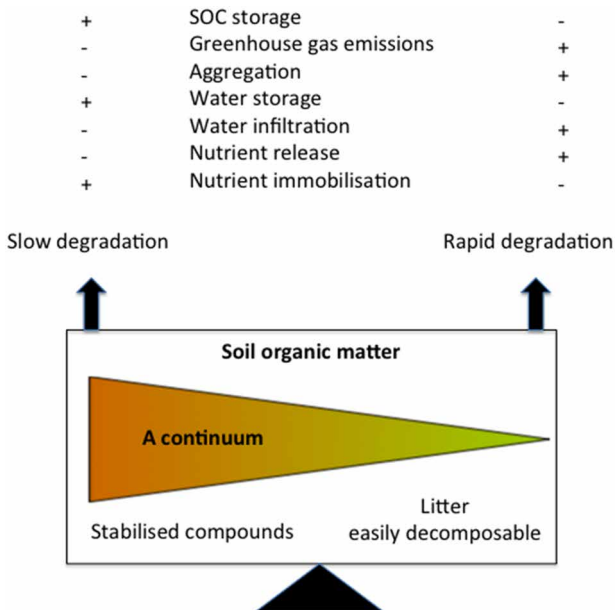 + SOC storage -
- Greenhouse gas emissions +
- Aggregation +
+ Water storage -
- Water infiltration +
- Nutrient release +
+ Nutrient immobilisation -
Slow degradation Rapid degradation
Soil organic matter
A continuum
Litter
Stabilised compounds easily decomposable